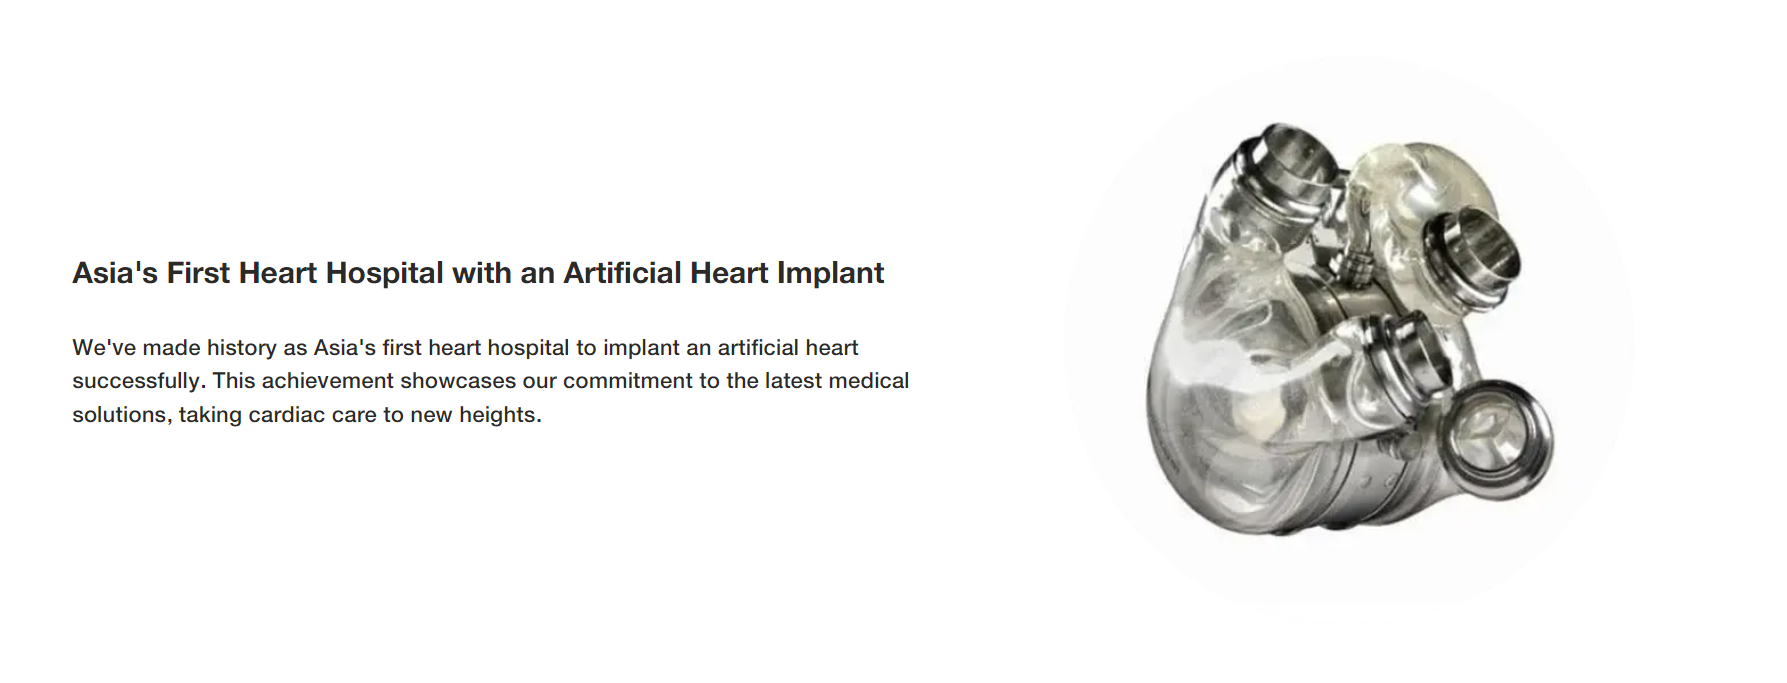 Asia's First Heart Hospital with an Artificial Heart Implant
We've made history as Asia's first heart hospital to implant an artificial heart
successfully. This achievement showcases our commitment to the latest medical
solutions, taking cardiac care to new heights.